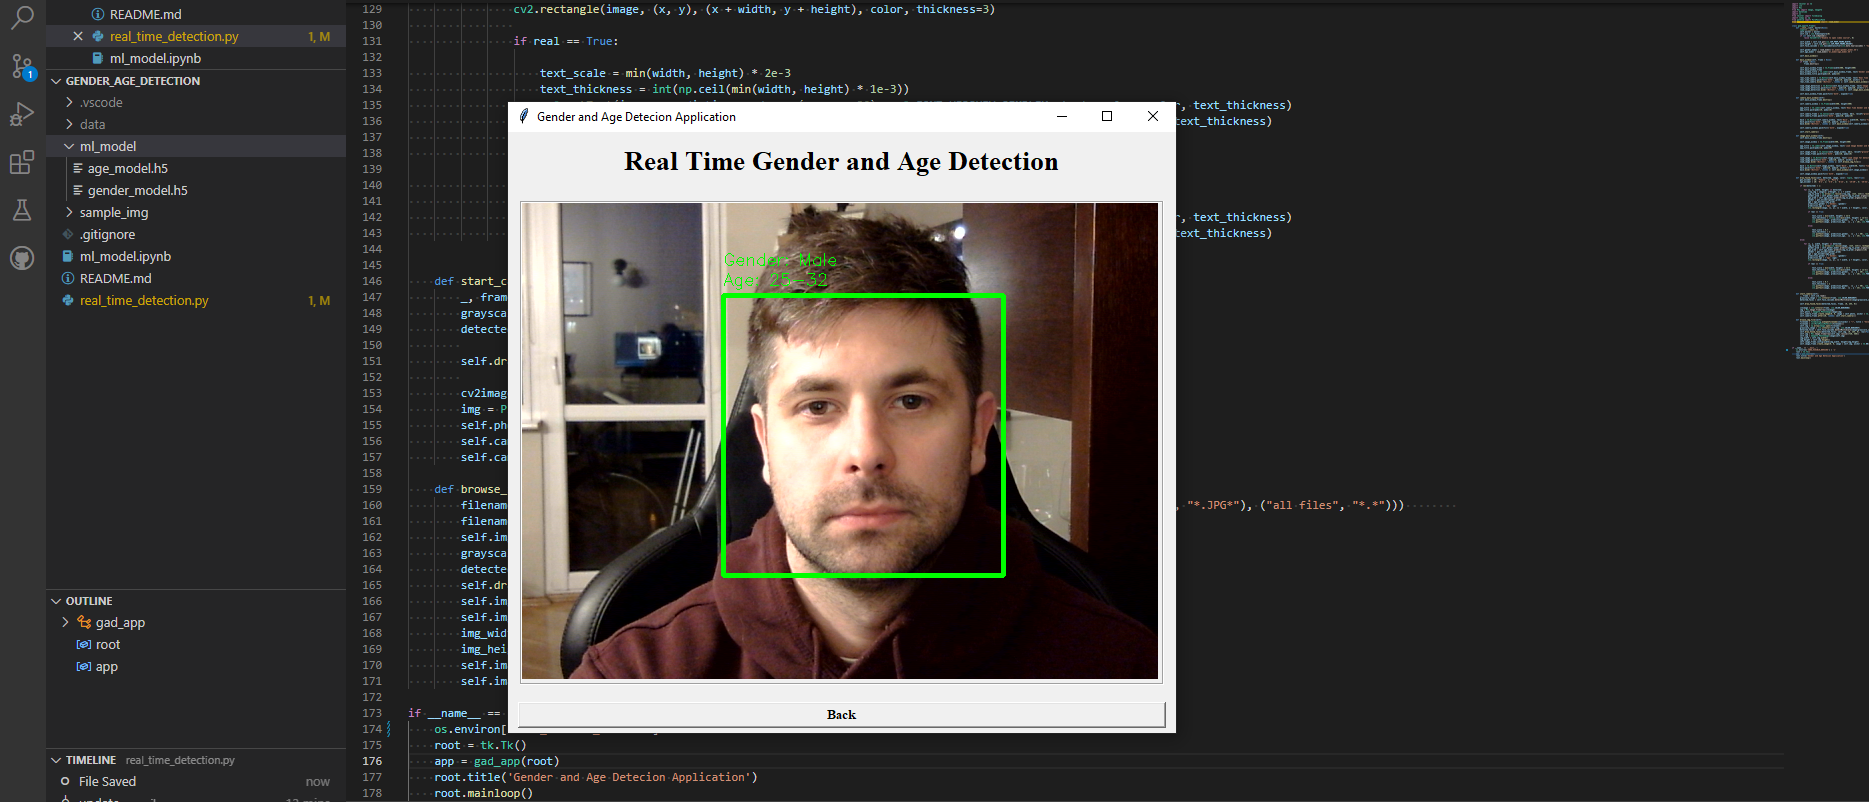 README.md
real_time_detection.py 1, M
ml_model.ipynb
GENDER_AGE_DETECTION
.vscode
data
ml_model
age_model.h5
gender_model.h5
sample_img
.gitignore
ml_model.ipynb
README.md
real_time_detection.py 1, M
OUTLINE
gad_app
root
app
TIMELINE real_time_detection.py
File Saved now
1
129 cv2.rectangle(image, (x, y), (x + width, y + height), color, thickness=3)
130
131 if real == True:
132
133 text_scale = min(width, height) * 2e-3
134 text_thickness = int(np.ceil(min(width, height) * 1e-3))
135 , text_thickness)
136 text_thickness)
137
138
139
140
141
142 , text_thickness)
143 text_thickness)
144
145
146 def start_c
147 _, fram
148 graysca
149 detecte
150
151 self.dr
152
153 cv2imag
154 img = P
155 self.ph
156 self.ca
157 self.ca
158
159 def browse_
160 filenam , "*.JPG*"), ("all files", "*.*")))
161 filenam
162 self.im
163 graysca
164 detecte
165 self.dr
166 self.im
167 self.im
168 img_wid
169 img_hei
170 self.im
171 self.im
172
173 if __name__ ==
174 os.environ[
175 root = tk.Tk()
176 app = gad_app(root)
177 root.title('Gender and Age Detecion Application')
178 root.mainloop()
Gender and Age Detecion Application
Real Time Gender and Age Detection
Gender: Male
Age: 25-32
Back